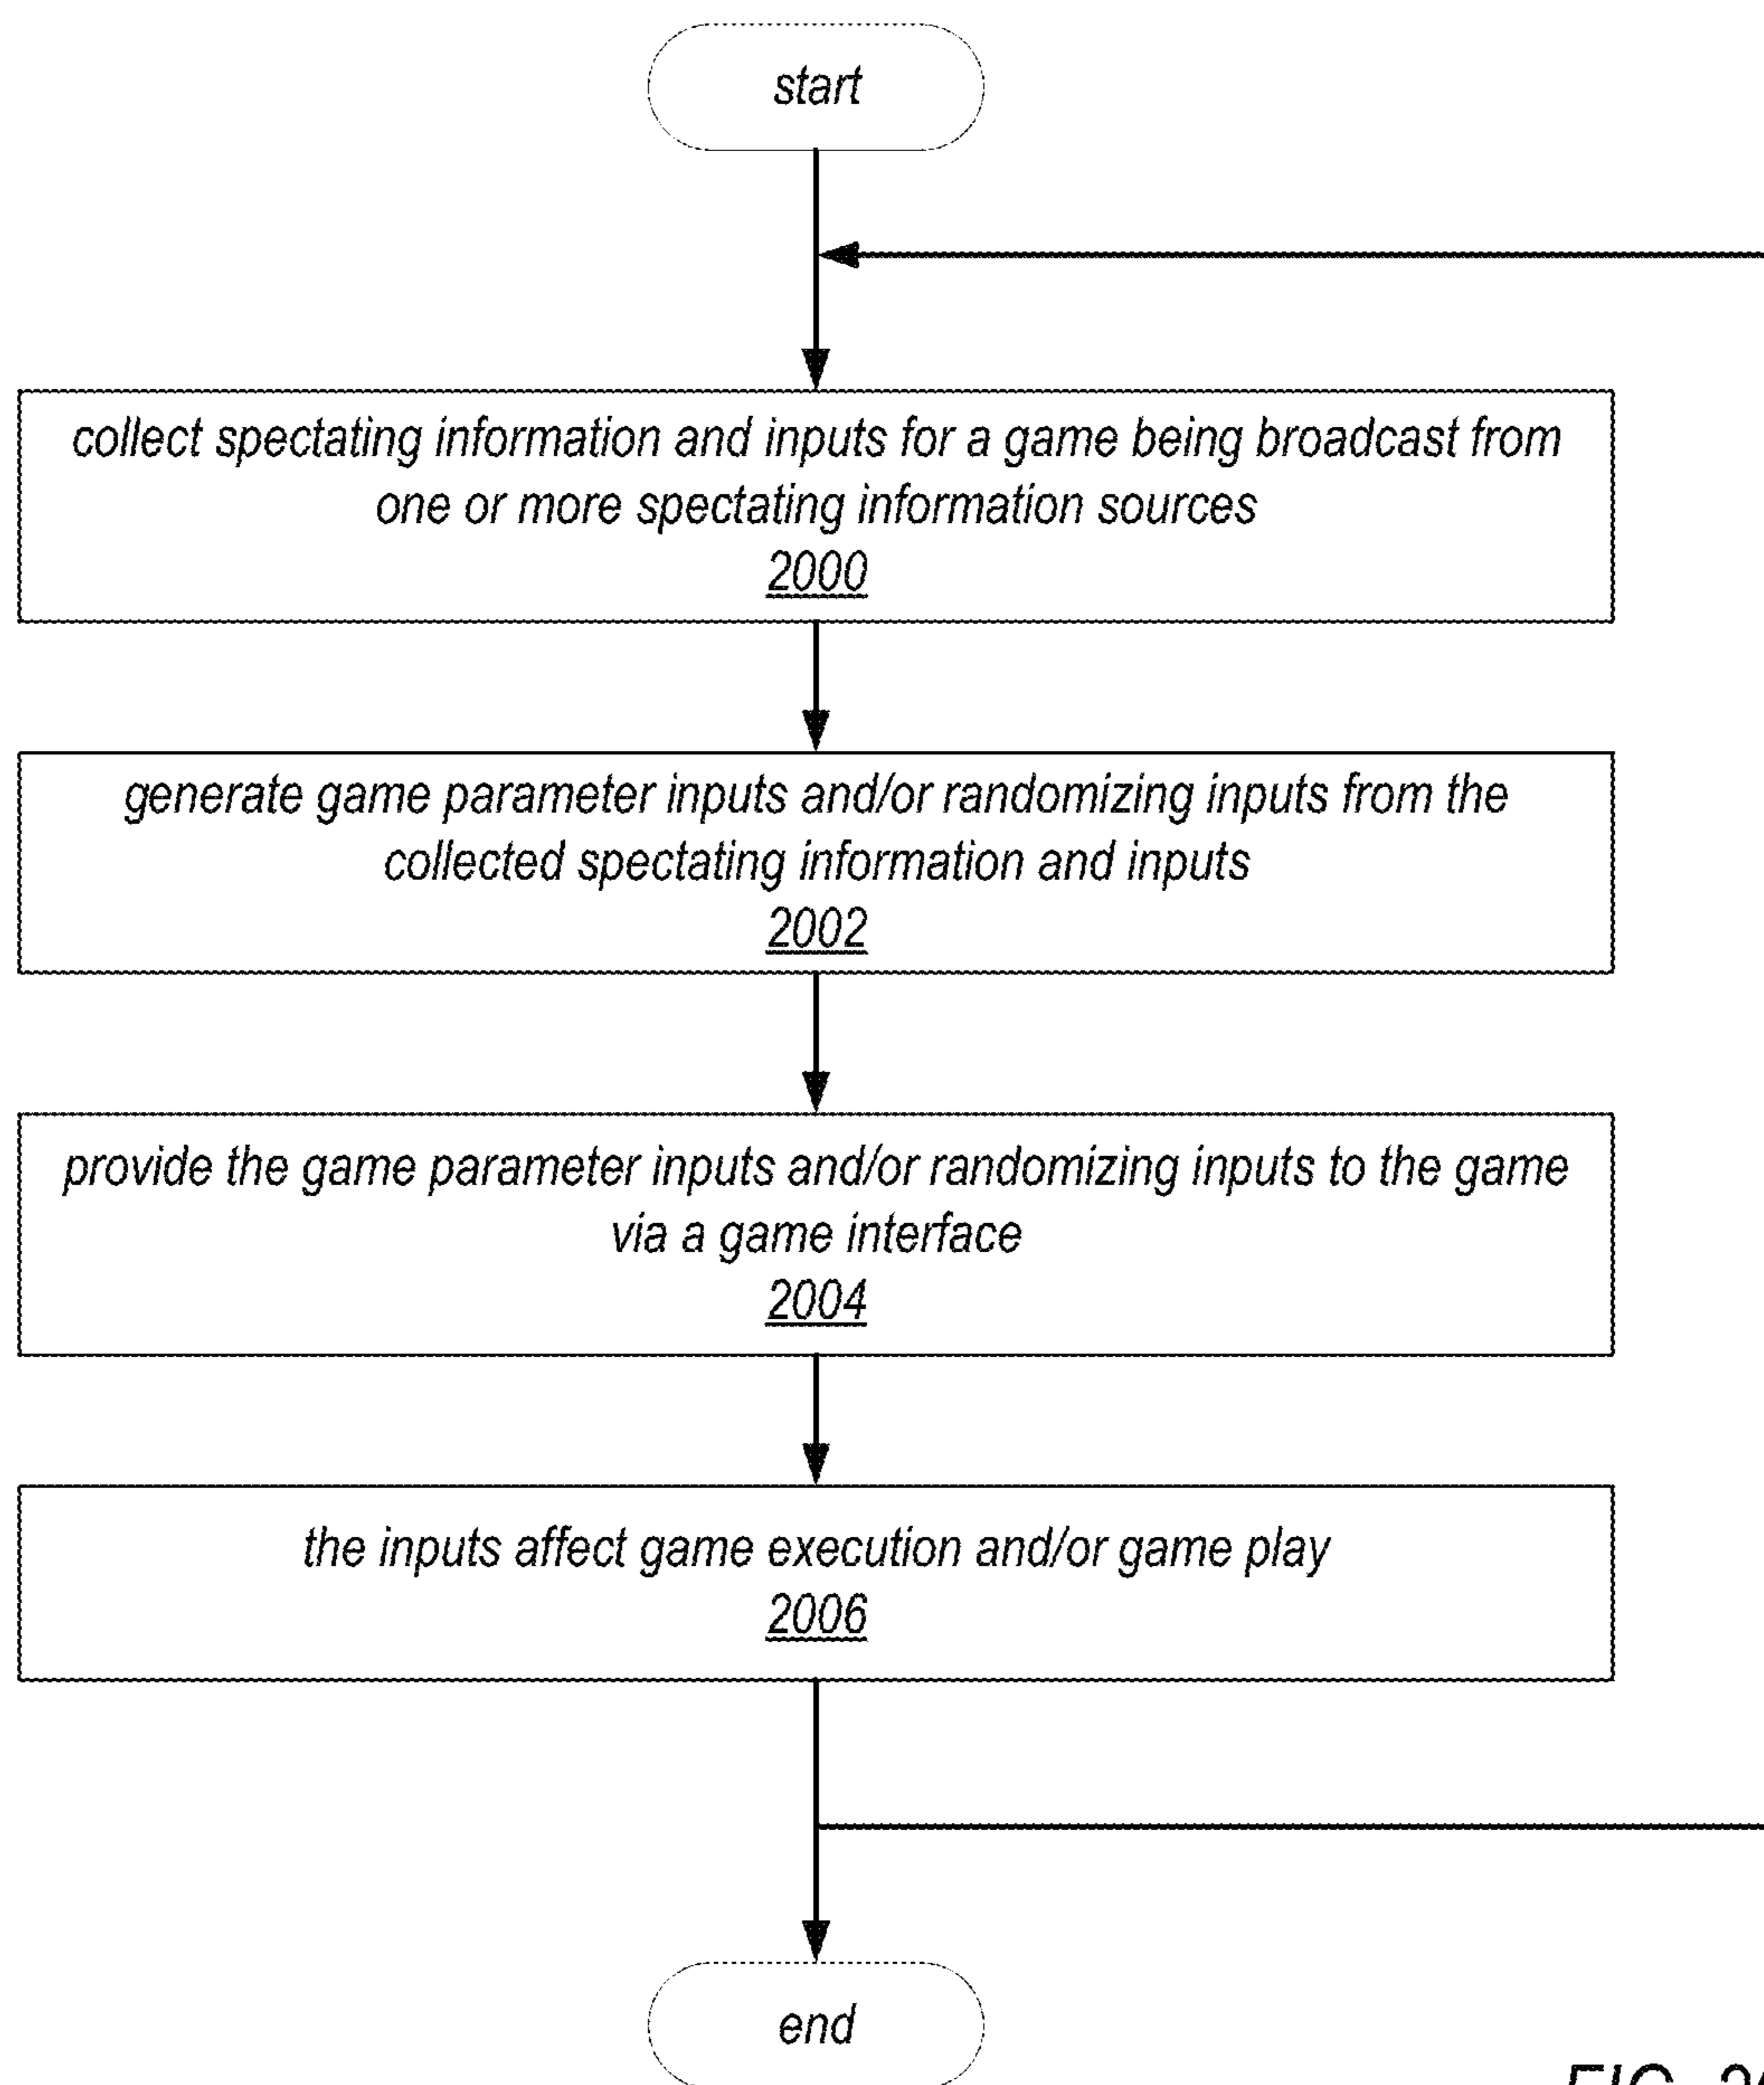 start
collect spectating information and inputs for a game being broadcast from
one or more spectating information sources
2000
generate game parameter inputs and/or randomizing inputs from the
collected spectating information and inputs
2002
provide the game parameter inputs and/or randomizing inputs to the game
via a game interface
2004
the inputs affect game execution and/or game play
2006
end
FIG.